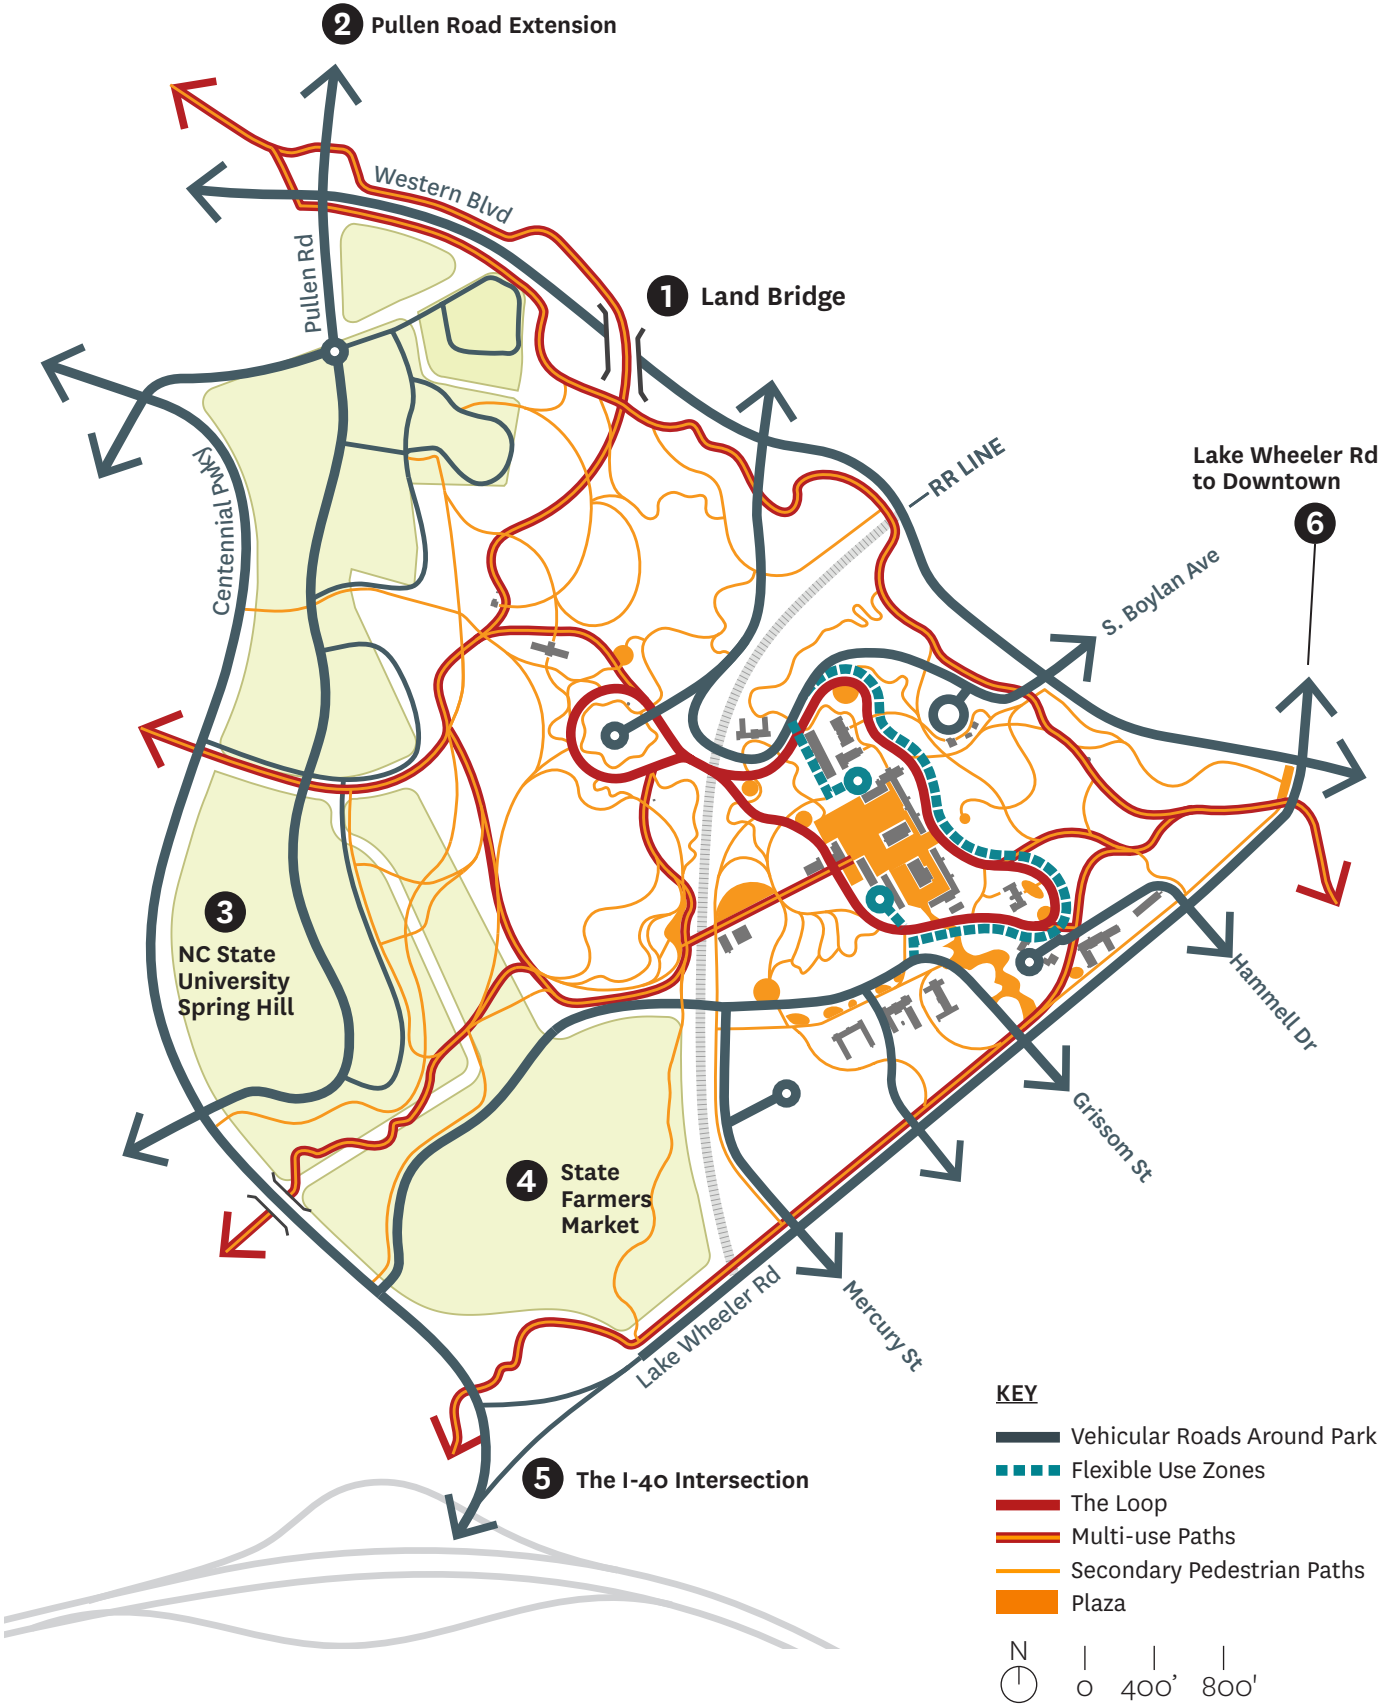 2 Pullen Road Extension
Western Blvd
Pullen Rd
1 Land Bridge
Centennial Pwky
RR LINE
Lake Wheeler Rd
to Downtown
6
S. Boylan Ave
3
NC State
University
Spring Hill
Hammell Dr
Grissom St
4
State
Farmers
Market
Mercury St
Lake Wheeler Rd
5 The I-40 Intersection
KEY
Vehicular Roads Around Park
Flexible Use Zones
The Loop
Multi-use Paths
Secondary Pedestrian Paths
Plaza
N
0 400' 800'